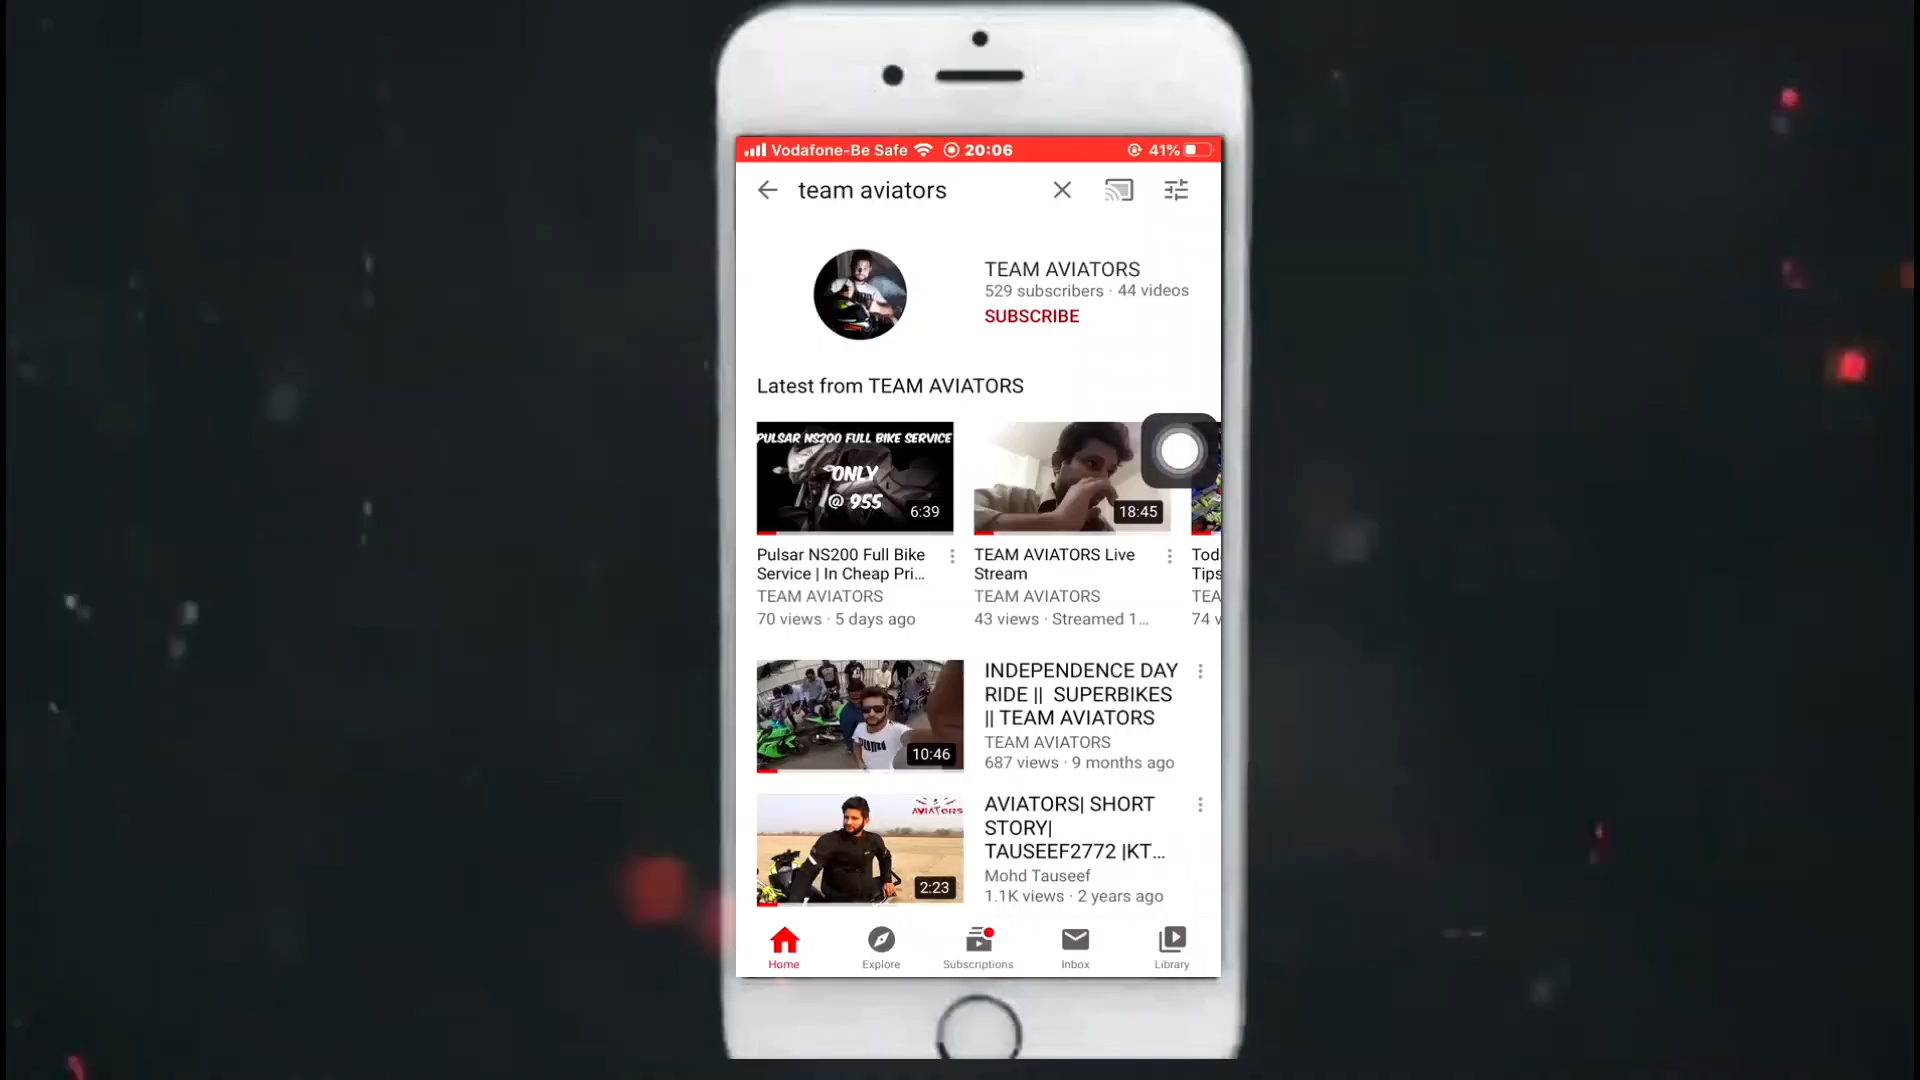 Vodafone-Be Safe 20:06 41%
team aviators
TEAM AVIATORS
529 subscribers · 44 videos
SUBSCRIBE
Latest from TEAM AVIATORS
PULSAR NS200 FULL BIKE SERVICE
ONLY
@ 955
6:39
18:45
Pulsar NS200 Full Bike
Service | In Cheap Pri...
TEAM AVIATORS
70 views · 5 days ago
TEAM AVIATORS Live
Stream
TEAM AVIATORS
43 views · Streamed 1...
Tips
74 v
10:46
INDEPENDENCE DAY
RIDE || SUPERBIKES
|| TEAM AVIATORS
TEAM AVIATORS
687 views · 9 months ago
AVIATORS
2:23
AVIATORS| SHORT
STORY|
TAUSEEF2772 |KT...
Mohd Tauseef
1.1K views · 2 years ago
Home
Explore
Subscriptions
Inbox
Library